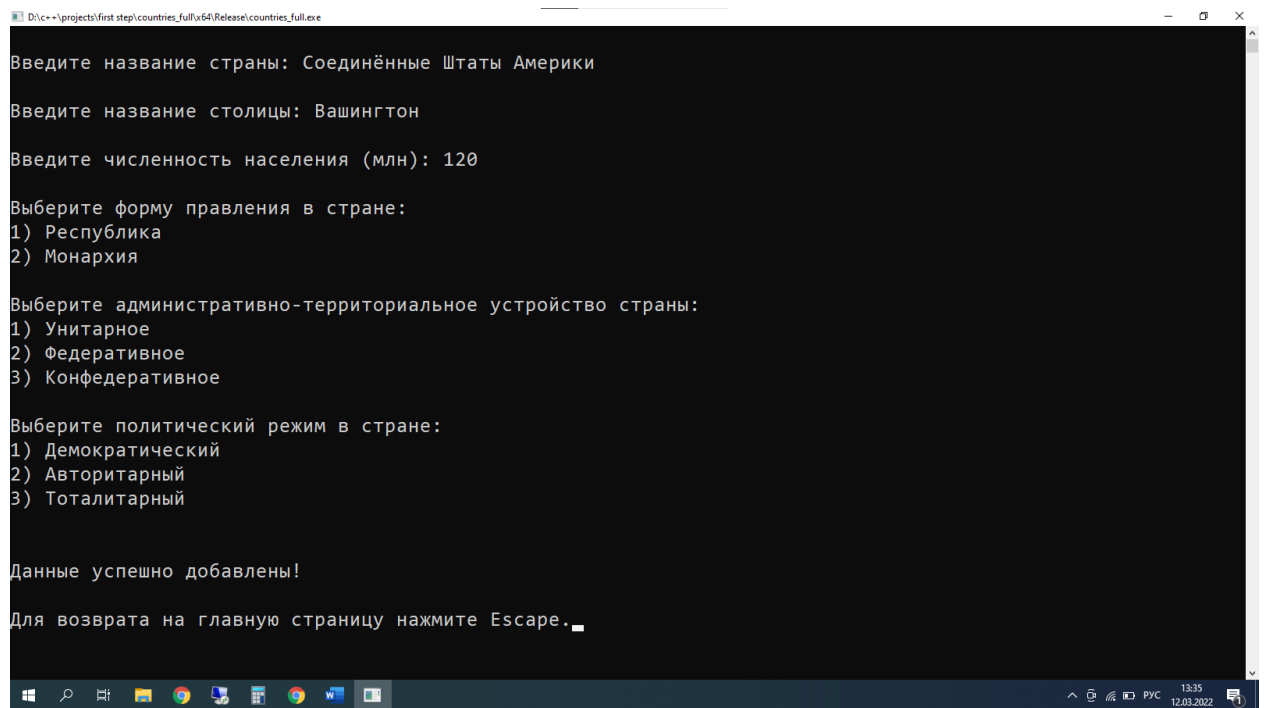 D:\c++\projects\first step\countries_full\x64\Release\countries_full.exe
Введите название страны: Соединённые Штаты Америки
Введите название столицы: Вашингтон
Введите численность населения (млн): 120
Выберите форму правления в стране:
1) Республика
2) Монархия
Выберите административно-территориальное устройство страны:
1) Унитарное
2) Федеративное
3) Конфедеративное
Выберите политический режим в стране:
1) Демократический
2) Авторитарный
3) Тоталитарный
Данные успешно добавлены!
Для возврата на главную страницу нажмите Escape.
РУС
13:35
12.03.2022
1